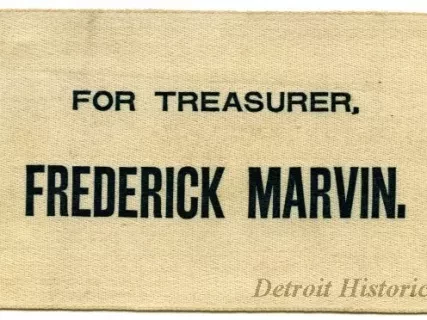 FOR TREASURER,
FREDERICK MARVIN.
Detroit Historic